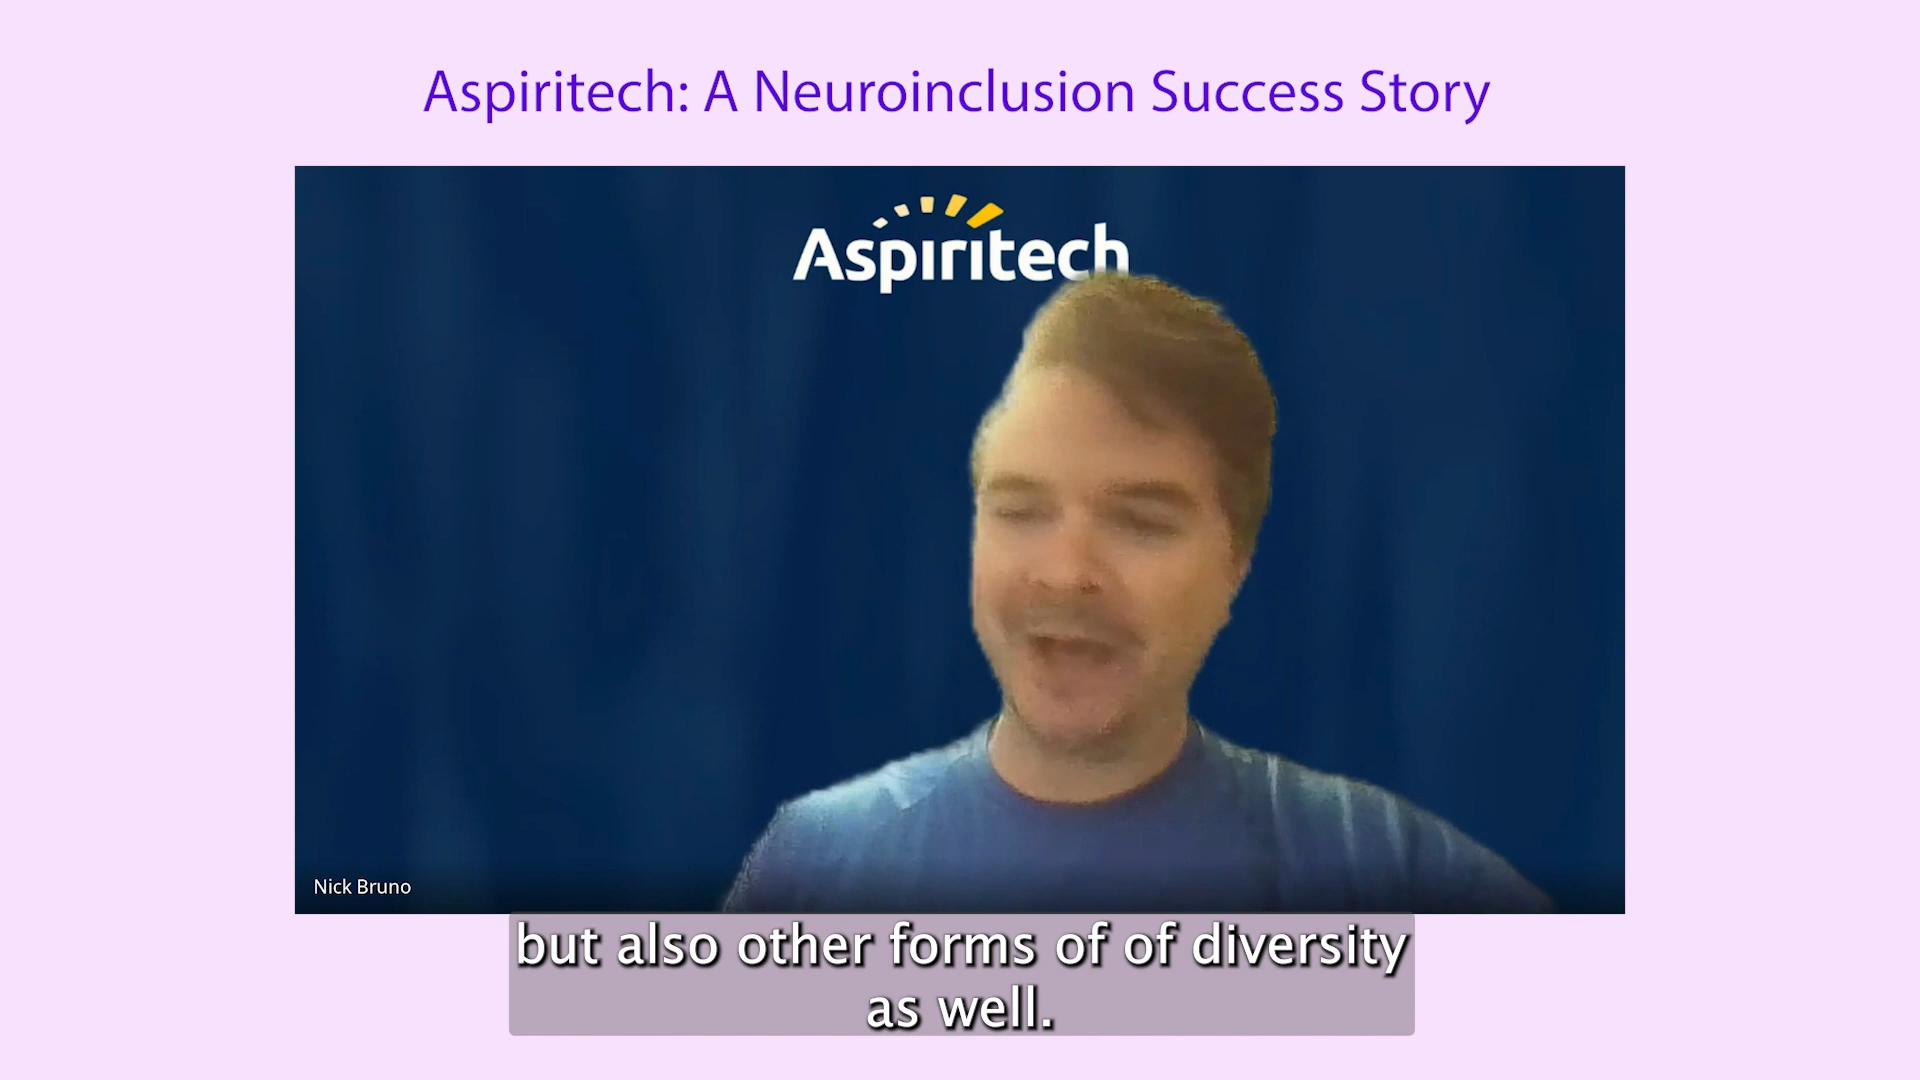 Aspiritech: A Neuroinclusion Success Story
Aspiritech
Nick Bruno
but also other forms of of diversity
as well.